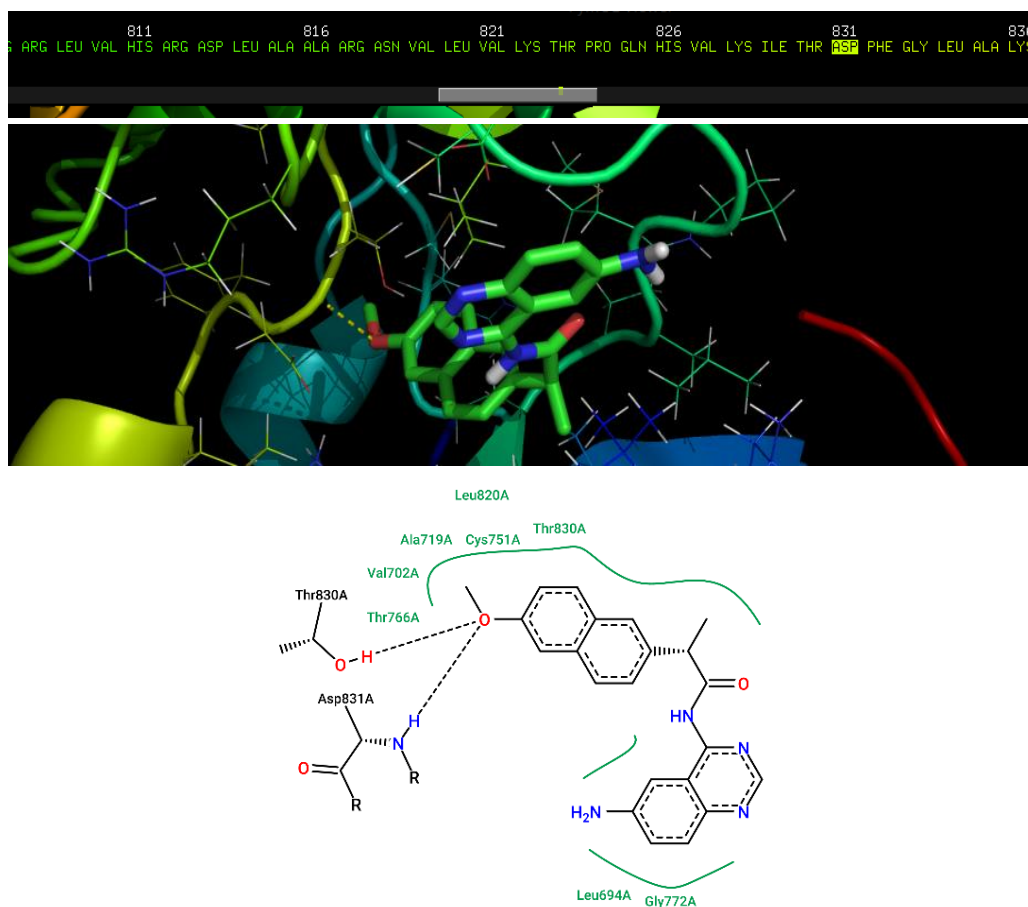 811 816 821 826 831 836
G ARG LEU VAL HIS ARG ASP LEU ALA ALA ARG ASN VAL LEU VAL LYS THR PRO GLN HIS VAL LYS ILE THR ASP PHE GLY LEU ALA LYS
Leu820A
Thr830A
Ala719A Cys751A
Val702A
Thr830A
Thr766A
O
O
H
O
Asp831A
H
HN
N
N
O
R
R
H₂N
N
Leu694A
Gly772A